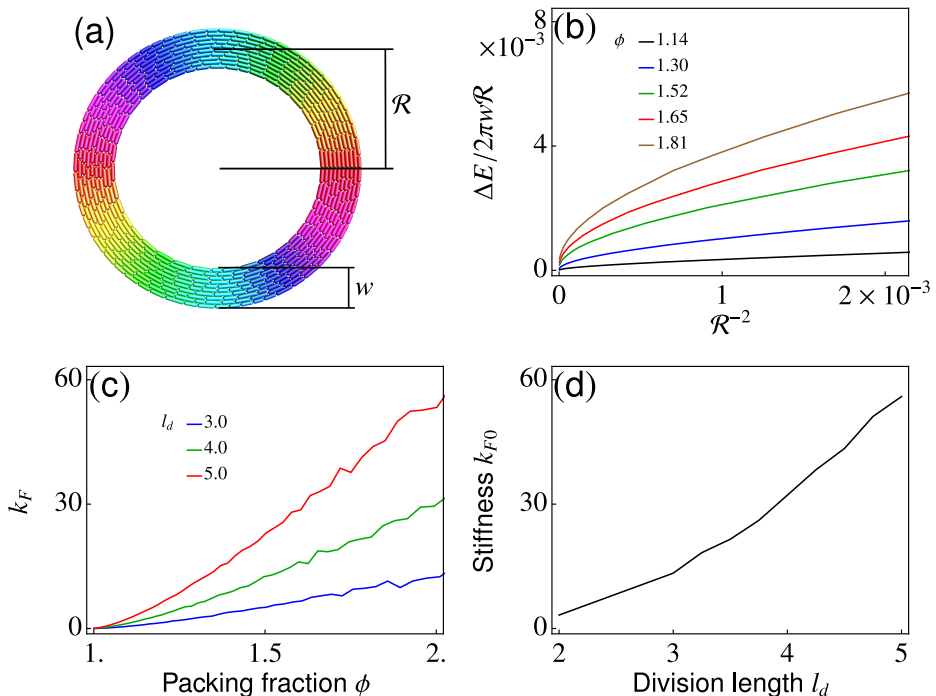 (a)
ℛ
w
(b)
8
×10⁻³
4
0
ΔE/2πwℛ
ϕ
1.14
1.30
1.52
1.65
1.81
0
1
2 × 10⁻³
ℛ⁻²
(c)
60
30
0
k_F
l_d
3.0
4.0
5.0
1.
1.5
2.
Packing fraction ϕ
(d)
60
30
0
Stiffness k_{F0}
2
3
4
5
Division length l_d